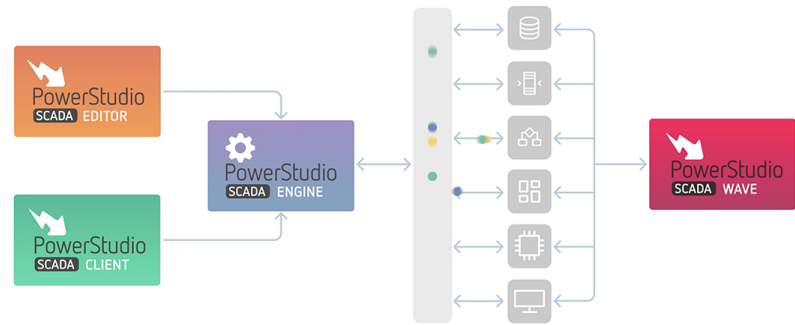 PowerStudio
SCADA EDITOR
PowerStudio
SCADA ENGINE
PowerStudio
SCADA CLIENT
PowerStudio
SCADA WAVE